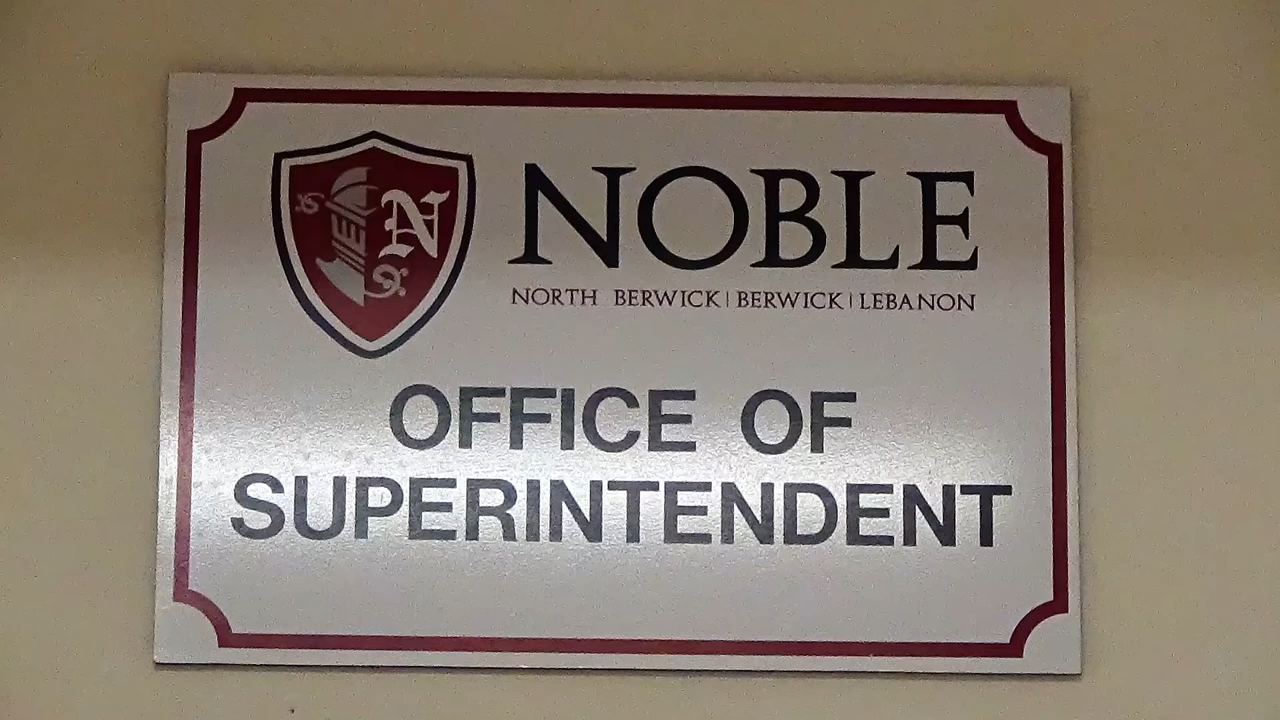 N
NOBLE
NORTH BERWICK | BERWICK | LEBANON
OFFICE OF
SUPERINTENDENT